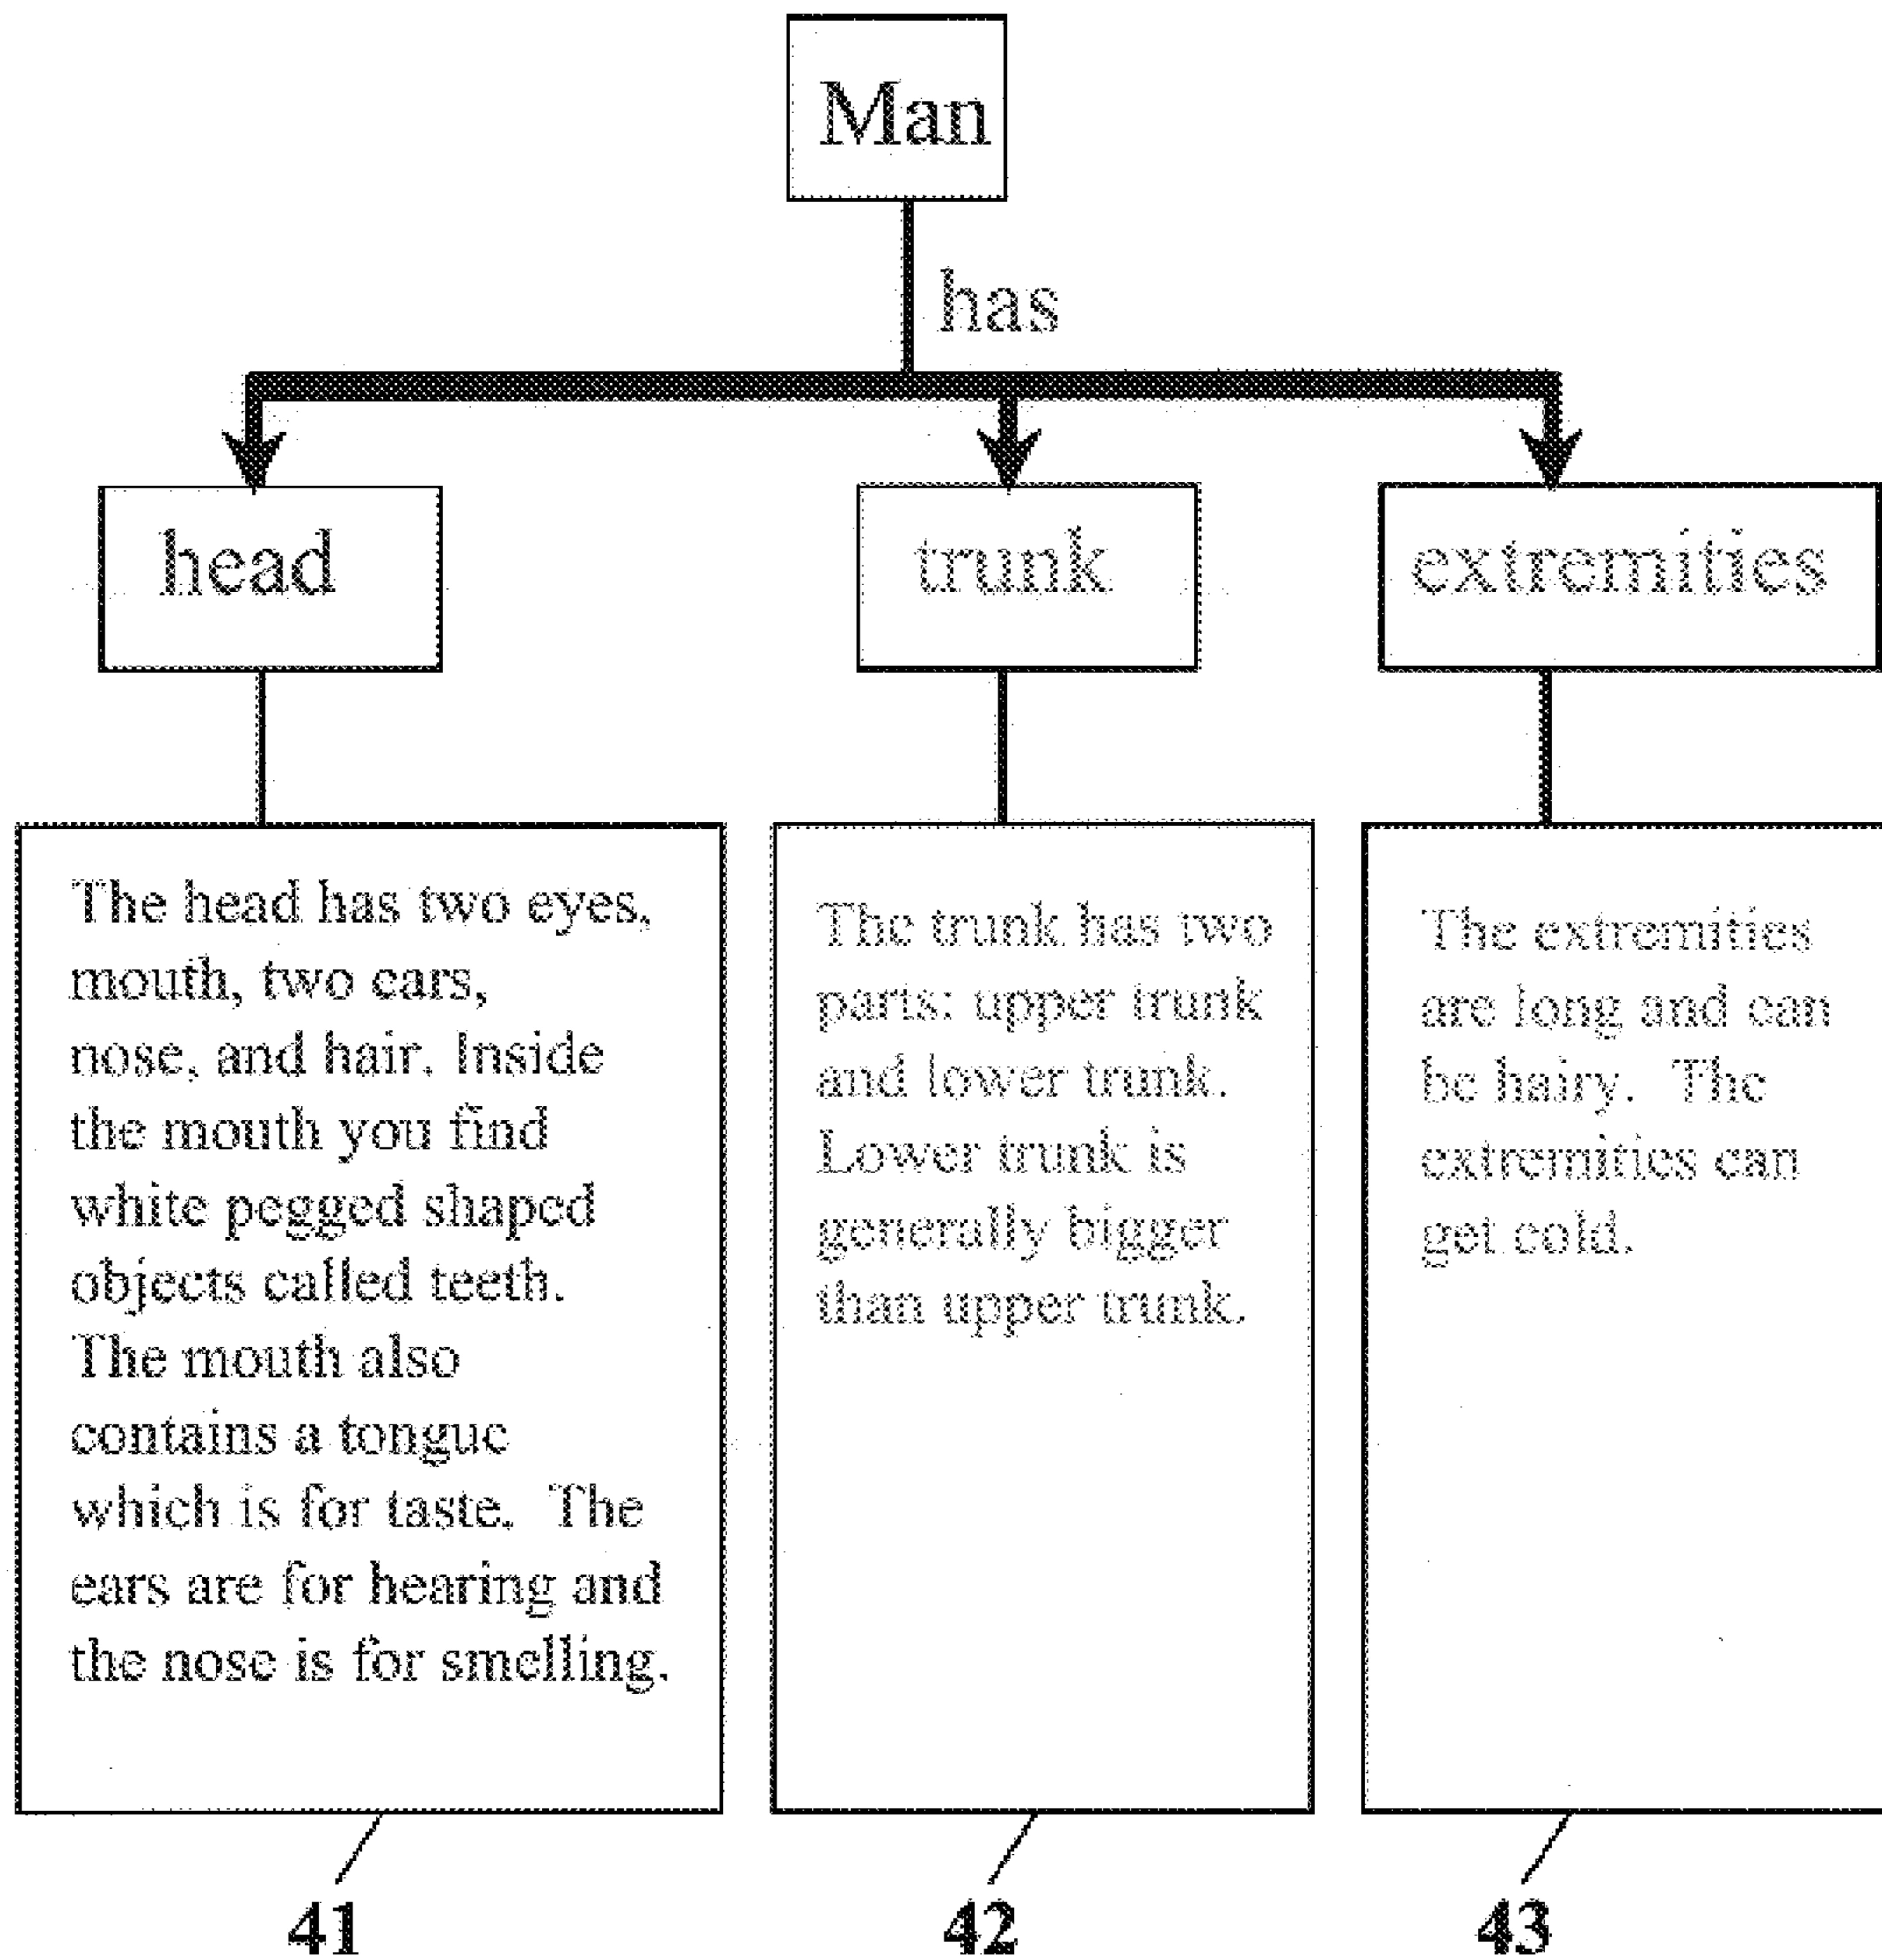 Man
has
head
trunk
extremities
The head has two eyes,
mouth, two ears,
nose, and hair. Inside
the mouth you find
white pegged shaped
objects called teeth.
The mouth also
contains a tongue
which is for taste. The
ears are for hearing and
the nose is for smelling.
The trunk has two
parts: upper trunk
and lower trunk.
Lower trunk is
generally bigger
than upper trunk.
The extremities
are long and can
be hairy. The
extremities can
get cold.
41
42
43